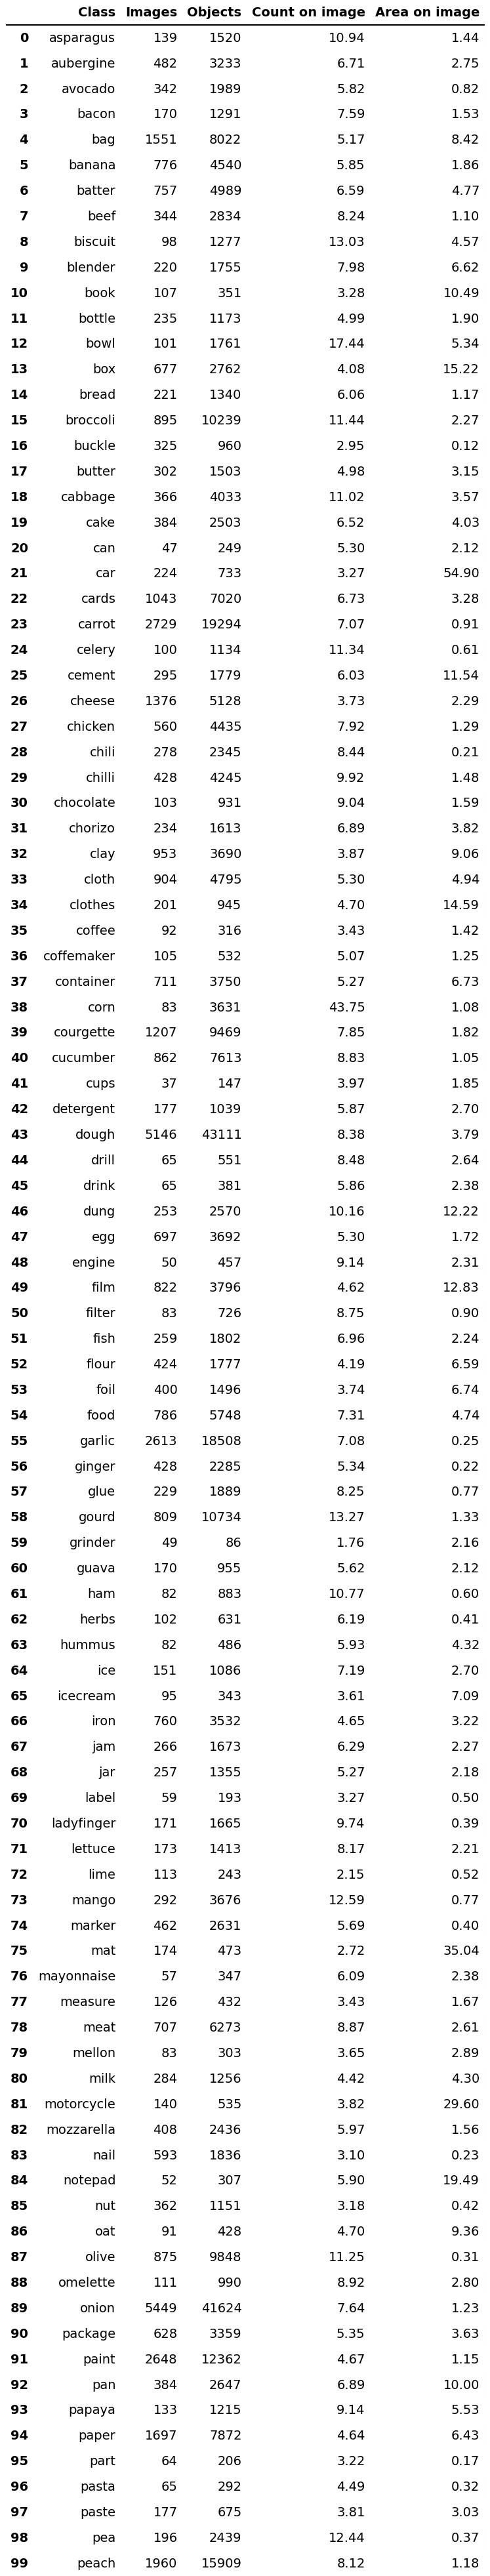 Class Images Objects Count on image Area on image
0 asparagus 139 1520 10.94 1.44
1 aubergine 482 3233 6.71 2.75
2 avocado 342 1989 5.82 0.82
3 bacon 170 1291 7.59 1.53
4 bag 1551 8022 5.17 8.42
5 banana 776 4540 5.85 1.86
6 batter 757 4989 6.59 4.77
7 beef 344 2834 8.24 1.10
8 biscuit 98 1277 13.03 4.57
9 blender 220 1755 7.98 6.62
10 book 107 351 3.28 10.49
11 bottle 235 1173 4.99 1.90
12 bowl 101 1761 17.44 5.34
13 box 677 2762 4.08 15.22
14 bread 221 1340 6.06 1.17
15 broccoli 895 10239 11.44 2.27
16 buckle 325 960 2.95 0.12
17 butter 302 1503 4.98 3.15
18 cabbage 366 4033 11.02 3.57
19 cake 384 2503 6.52 4.03
20 can 47 249 5.30 2.12
21 car 224 733 3.27 54.90
22 cards 1043 7020 6.73 3.28
23 carrot 2729 19294 7.07 0.91
24 celery 100 1134 11.34 0.61
25 cement 295 1779 6.03 11.54
26 cheese 1376 5128 3.73 2.29
27 chicken 560 4435 7.92 1.29
28 chili 278 2345 8.44 0.21
29 chilli 428 4245 9.92 1.48
30 chocolate 103 931 9.04 1.59
31 chorizo 234 1613 6.89 3.82
32 clay 953 3690 3.87 9.06
33 cloth 904 4795 5.30 4.94
34 clothes 201 945 4.70 14.59
35 coffee 92 316 3.43 1.42
36 coffemaker 105 532 5.07 1.25
37 container 711 3750 5.27 6.73
38 corn 83 3631 43.75 1.08
39 courgette 1207 9469 7.85 1.82
40 cucumber 862 7613 8.83 1.05
41 cups 37 147 3.97 1.85
42 detergent 177 1039 5.87 2.70
43 dough 5146 43111 8.38 3.79
44 drill 65 551 8.48 2.64
45 drink 65 381 5.86 2.38
46 dung 253 2570 10.16 12.22
47 egg 697 3692 5.30 1.72
48 engine 50 457 9.14 2.31
49 film 822 3796 4.62 12.83
50 filter 83 726 8.75 0.90
51 fish 259 1802 6.96 2.24
52 flour 424 1777 4.19 6.59
53 foil 400 1496 3.74 6.74
54 food 786 5748 7.31 4.74
55 garlic 2613 18508 7.08 0.25
56 ginger 428 2285 5.34 0.22
57 glue 229 1889 8.25 0.77
58 gourd 809 10734 13.27 1.33
59 grinder 49 86 1.76 2.16
60 guava 170 955 5.62 2.12
61 ham 82 883 10.77 0.60
62 herbs 102 631 6.19 0.41
63 hummus 82 486 5.93 4.32
64 ice 151 1086 7.19 2.70
65 icecream 95 343 3.61 7.09
66 iron 760 3532 4.65 3.22
67 jam 266 1673 6.29 2.27
68 jar 257 1355 5.27 2.18
69 label 59 193 3.27 0.50
70 ladyfinger 171 1665 9.74 0.39
71 lettuce 173 1413 8.17 2.21
72 lime 113 243 2.15 0.52
73 mango 292 3676 12.59 0.77
74 marker 462 2631 5.69 0.40
75 mat 174 473 2.72 35.04
76 mayonnaise 57 347 6.09 2.38
77 measure 126 432 3.43 1.67
78 meat 707 6273 8.87 2.61
79 mellon 83 303 3.65 2.89
80 milk 284 1256 4.42 4.30
81 motorcycle 140 535 3.82 29.60
82 mozzarella 408 2436 5.97 1.56
83 nail 593 1836 3.10 0.23
84 notepad 52 307 5.90 19.49
85 nut 362 1151 3.18 0.42
86 oat 91 428 4.70 9.36
87 olive 875 9848 11.25 0.31
88 omelette 111 990 8.92 2.80
89 onion 5449 41624 7.64 1.23
90 package 628 3359 5.35 3.63
91 paint 2648 12362 4.67 1.15
92 pan 384 2647 6.89 10.00
93 papaya 133 1215 9.14 5.53
94 paper 1697 7872 4.64 6.43
95 part 64 206 3.22 0.17
96 pasta 65 292 4.49 0.32
97 paste 177 675 3.81 3.03
98 pea 196 2439 12.44 0.37
99 peach 1960 15909 8.12 1.18